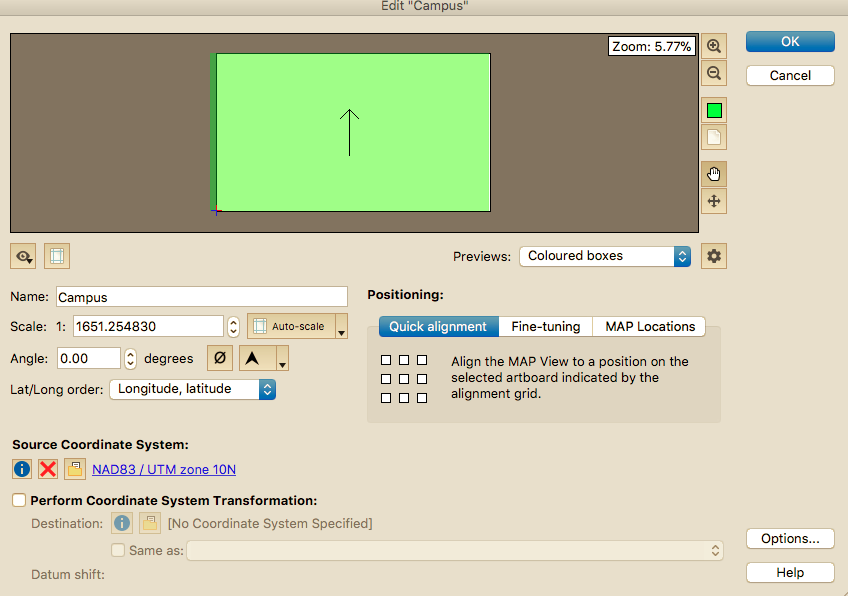 Edit "Campus"
Zoom: 5.77%
OK
Cancel
Previews: Coloured boxes
Name: Campus
Positioning:
Scale: 1: 1651.254830 Auto-scale
Quick alignment Fine-tuning MAP Locations
Angle: 0.00 degrees
Align the MAP View to a position on the
selected artboard indicated by the
alignment grid.
Lat/Long order: Longitude, latitude
Source Coordinate System:
NAD83 / UTM zone 10N
Perform Coordinate System Transformation:
Destination: [No Coordinate System Specified]
Same as:
Datum shift:
Options...
Help